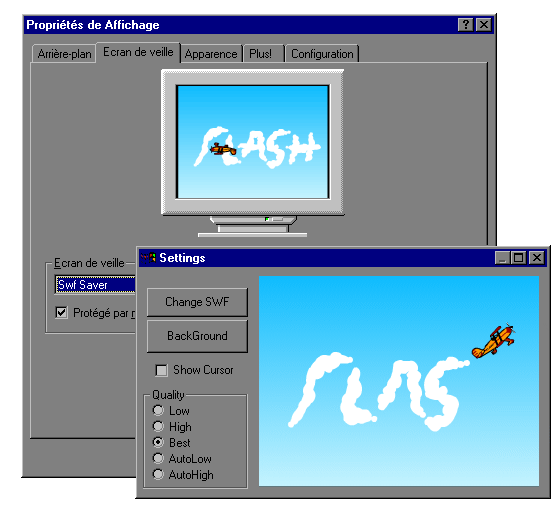 Propriétés de Affichage
Arrière-plan Ecran de veille Apparence Plus! Configuration
FLASH
Ecran de veille
Swf Saver
Protégé par
Settings
Change SWF
BackGround
Show Cursor
Quality
Low
High
Best
AutoLow
AutoHigh
FLAS